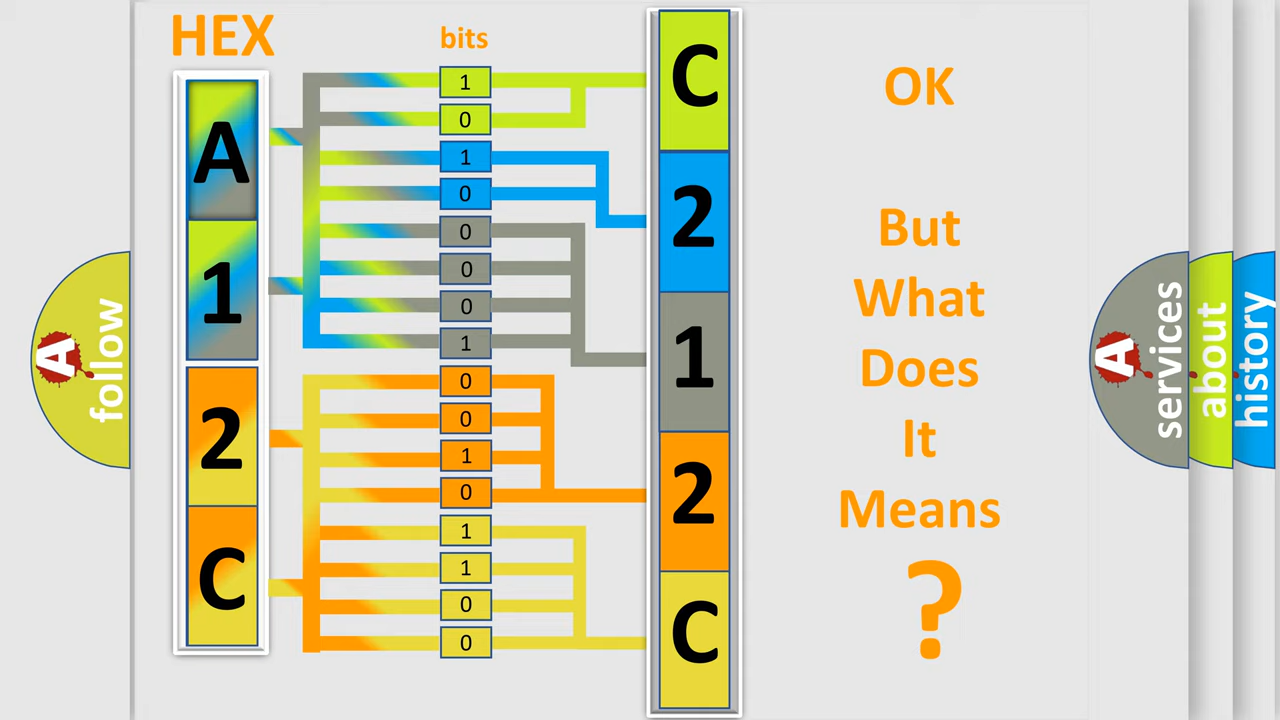 HEX
bits
A
1
2
C
1
0
1
0
0
0
0
1
0
0
1
0
1
1
0
0
C
2
1
2
C
OK
But
What
Does
It
Means
?
A
follow
A
services
about
history